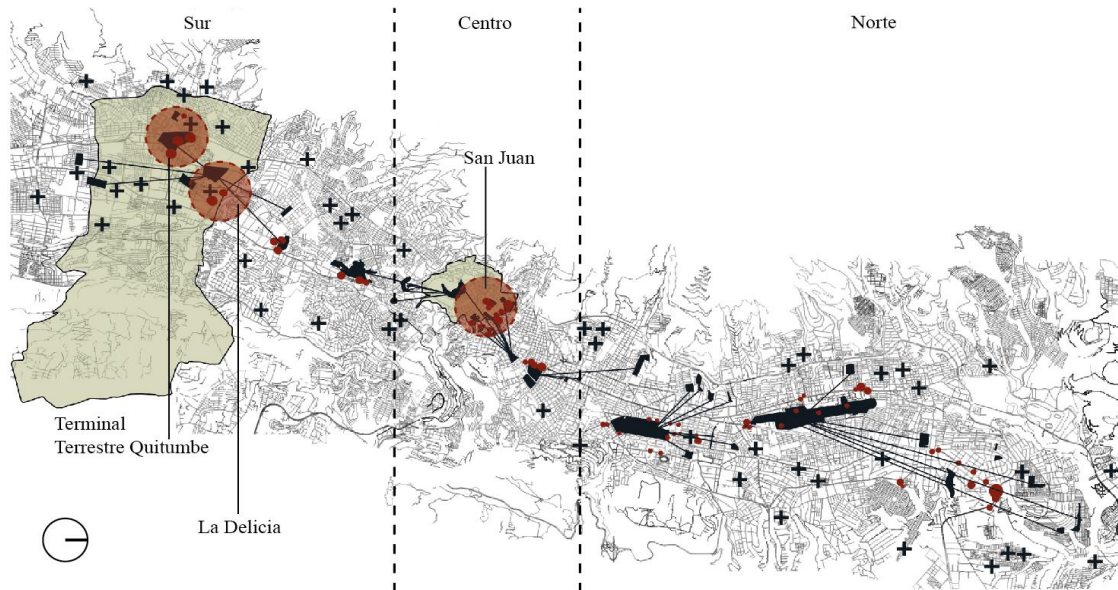 Sur
Centro
Norte
San Juan
Terminal
Terrestre Quitumbe
La Delicia